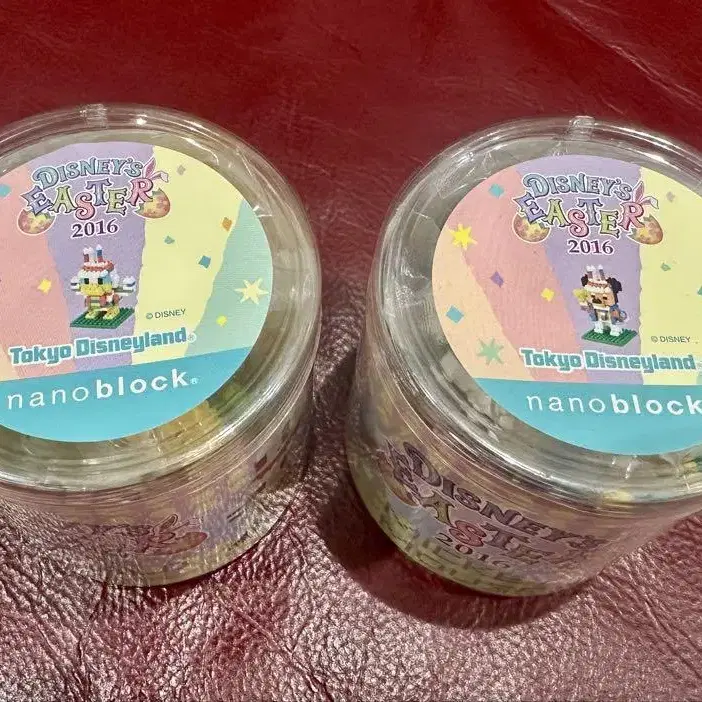 DISNEY'S
EASTER
2016
© DISNEY
Tokyo Disneyland®
nanoblock®
DISNEY'S
EASTER
2016
© DISNEY
Tokyo Disneyland®
nanoblock
DISNEY'S
EASTER
2016